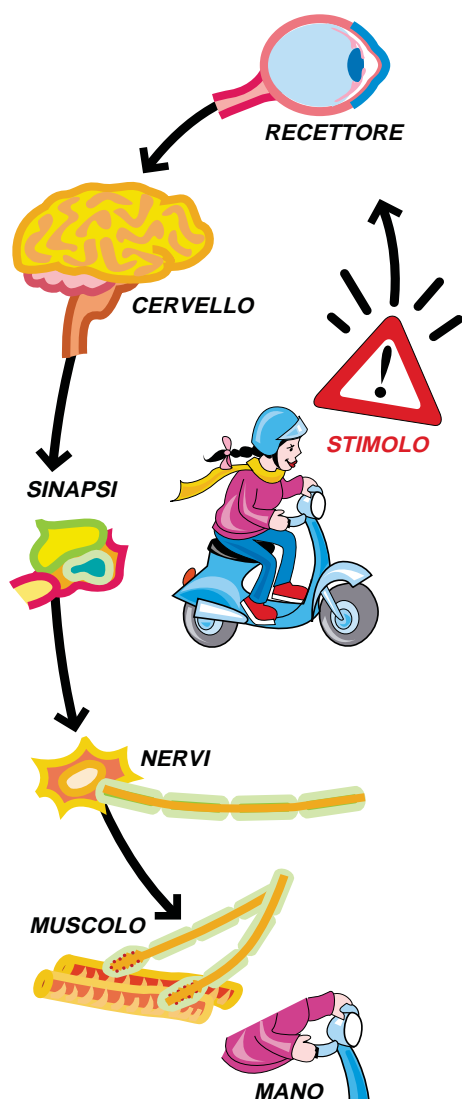 RECETTORE
CERVELLO
!
STIMOLO
SINAPSI
NERVI
MUSCOLO
MANO